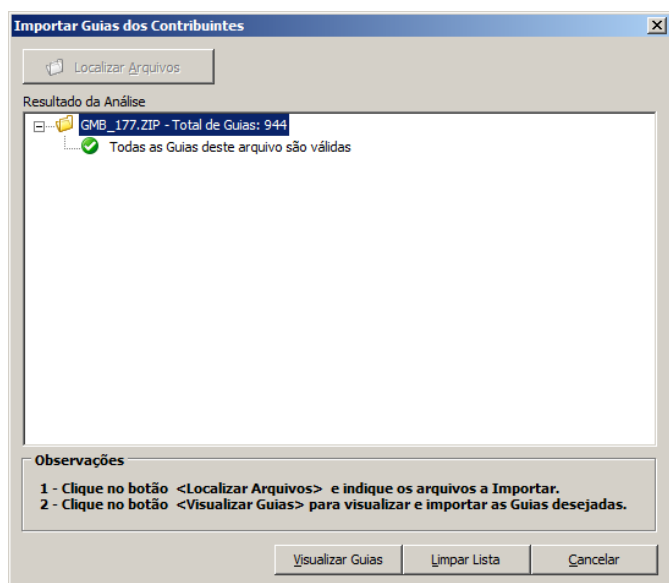 Importar Guias dos Contribuintes
Localizar Arquivos
Resultado da Análise
GMB_177.ZIP - Total de Guias: 944
Todas as Guias deste arquivo são válidas
Observações
1 - Clique no botão <Localizar Arquivos> e indique os arquivos a Importar.
2 - Clique no botão <Visualizar Guias> para visualizar e importar as Guias desejadas.
Visualizar Guias Limpar Lista Cancelar